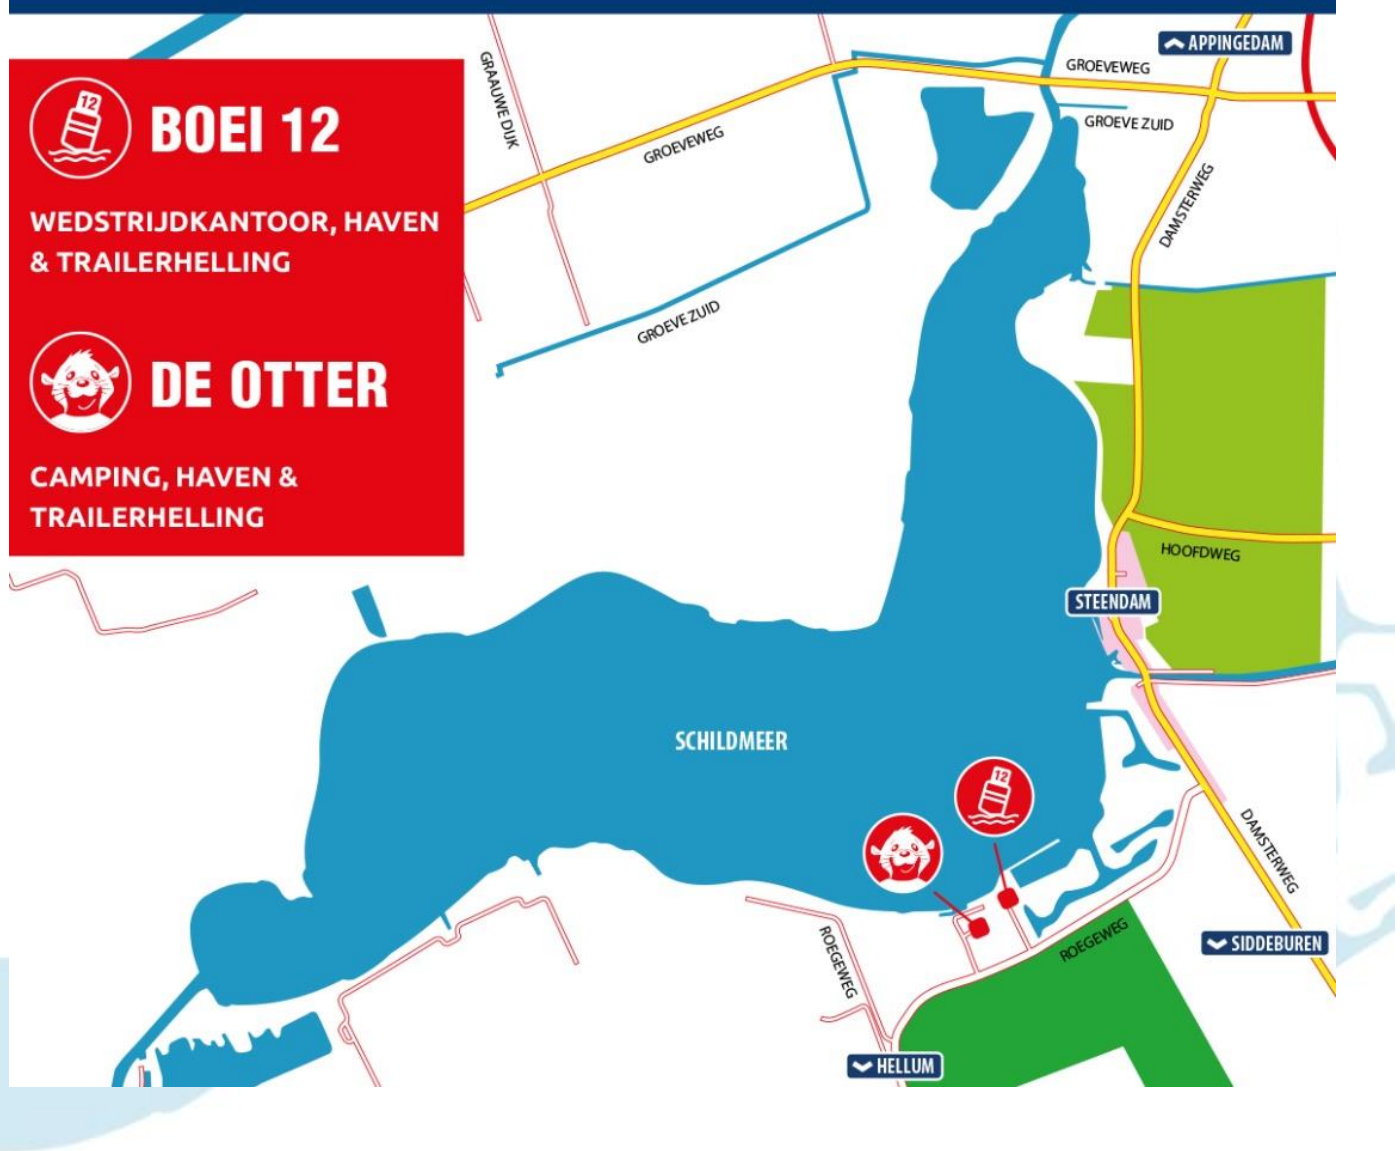 APPINGEDAM
GROEVEWEG
GRAAUWE DIJK
12
BOEI 12
GROEVE ZUID
GROEVEWEG
WEDSTRIJDKANTOOR, HAVEN
& TRAILERHELLING
DAMSTERWEG
GROEVE ZUID
DE OTTER
CAMPING, HAVEN &
TRAILERHELLING
HOOFDWEG
STEENDAM
SCHILDMEER
12
DAMSTERWEG
ROEGEWEG
ROEGEWEG
SIDDEBUREN
HELLUM